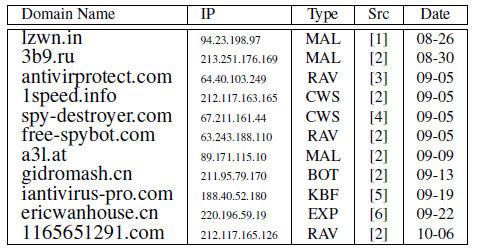 Domain Name IP Type Src Date
lzwn.in 94.23.198.97 MAL [1] 08-26
3b9.ru 213.251.176.169 MAL [2] 08-30
antivirprotect.com 64.40.103.249 RAV [3] 09-05
1speed.info 212.117.163.165 CWS [2] 09-05
spy-destroyer.com 67.211.161.44 CWS [4] 09-05
free-spybot.com 63.243.188.110 RAV [2] 09-05
a3l.at 89.171.115.10 MAL [2] 09-09
gidromash.cn 211.95.79.170 BOT [2] 09-13
iantivirus-pro.com 188.40.52.180 KBF [5] 09-19
ericwanhouse.cn 220.196.59.19 EXP [6] 09-22
1165651291.com 212.117.165.126 RAV [2] 10-06